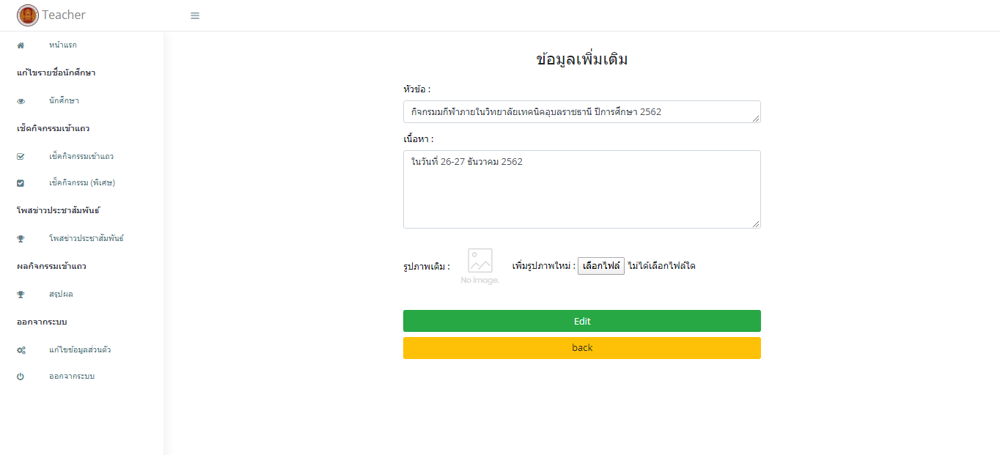 Teacher
หน้าแรก
แก้ไขรายชื่อนักศึกษา
นักศึกษา
เช็คกิจกรรมเข้าแถว
เช็คกิจกรรมเข้าแถว
เช็คกิจกรรม (พิเศษ)
โพสข่าวประชาสัมพันธ์
โพสข่าวประชาสัมพันธ์
ผลกิจกรรมเข้าแถว
สรุปผล
ออกจากระบบ
แก้ไขข้อมูลส่วนตัว
ออกจากระบบ
ข้อมูลเพิ่มเติม
หัวข้อ :
กิจกรมมกีฬาภายในวิทยาลัยเทคนิคอุบลราชธานี ปีการศึกษา 2562
เนื้อหา :
ในวันที่ 26-27 ธันวาคม 2562
รูปภาพเดิม : No image. เพิ่มรูปภาพใหม่ : เลือกไฟล์ ไม่ได้เลือกไฟล์ใด
Edit
back